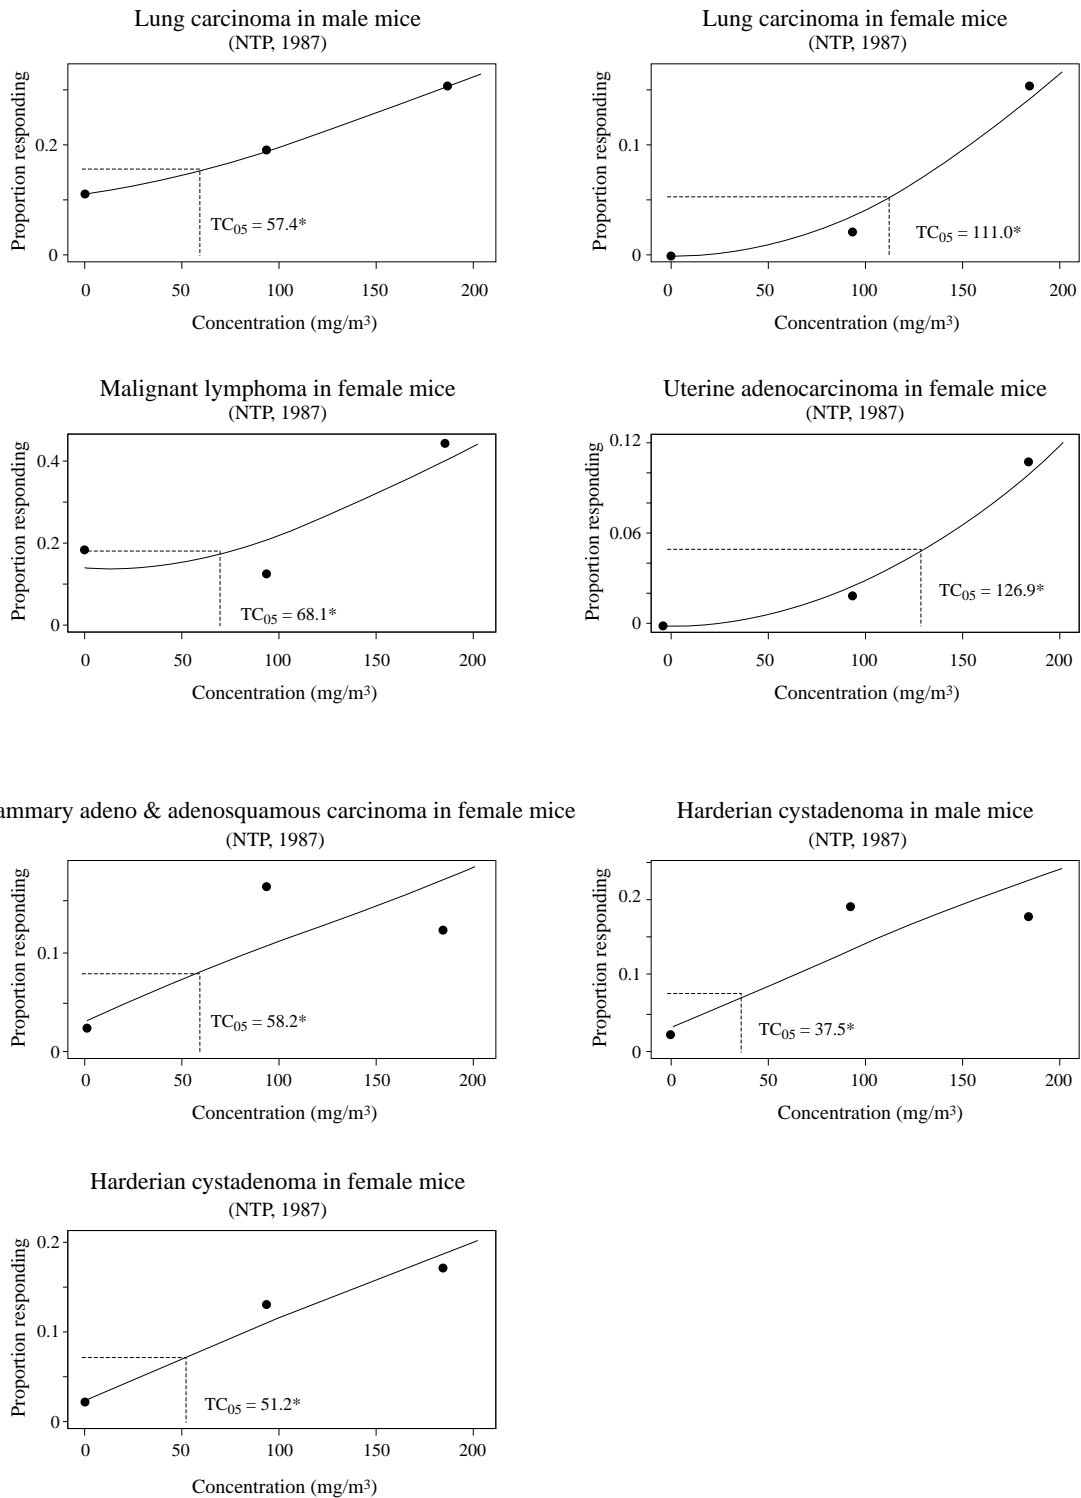 Lung carcinoma in male mice
(NTP, 1987)
Proportion responding
0.2
0
TC05 = 57.4*
0 50 100 150 200
Concentration (mg/m3)
Lung carcinoma in female mice
(NTP, 1987)
Proportion responding
0.1
0
TC05 = 111.0*
0 50 100 150 200
Concentration (mg/m3)
Malignant lymphoma in female mice
(NTP, 1987)
Proportion responding
0.4
0.2
0
TC05 = 68.1*
0 50 100 150 200
Concentration (mg/m3)
Uterine adenocarcinoma in female mice
(NTP, 1987)
Proportion responding
0.12
0.06
0
TC05 = 126.9*
0 50 100 150 200
Concentration (mg/m3)
ammary adeno & adenosquamous carcinoma in female mice
(NTP, 1987)
Proportion responding
0.1
0
TC05 = 58.2*
0 50 100 150 200
Concentration (mg/m3)
Harderian cystadenoma in male mice
(NTP, 1987)
Proportion responding
0.2
0.1
0
TC05 = 37.5*
0 50 100 150 200
Concentration (mg/m3)
Harderian cystadenoma in female mice
(NTP, 1987)
Proportion responding
0.2
0.1
0
TC05 = 51.2*
0 50 100 150 200
Concentration (mg/m3)